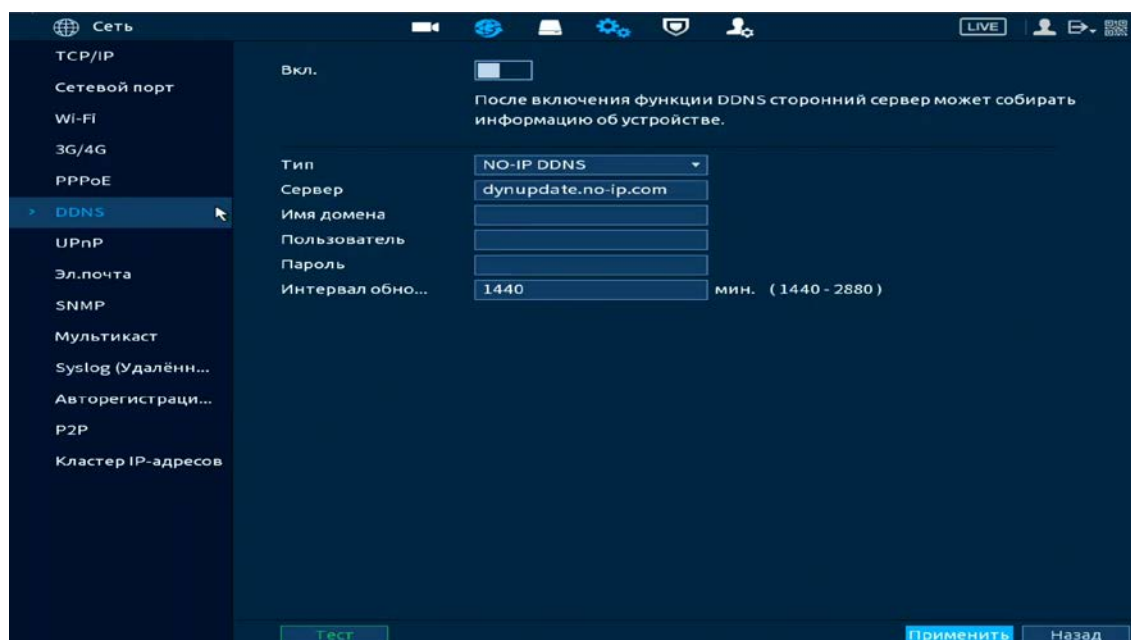 Сеть
LIVE
TCP/IP
Сетевой порт
Wi-Fi
3G/4G
PPPoE
DDNS
UPnP
Эл.почта
SNMP
Мультикаст
Syslog (Удалённ...
Авторегистраци...
P2P
Кластер IP-адресов
Вкл.
После включения функции DDNS сторонний сервер может собирать
информацию об устройстве.
Тип NO-IP DDNS
Сервер dynupdate.no-ip.com
Имя домена
Пользователь
Пароль
Интервал обно... 1440 мин. (1440 - 2880)
Тест
Применить
Назад